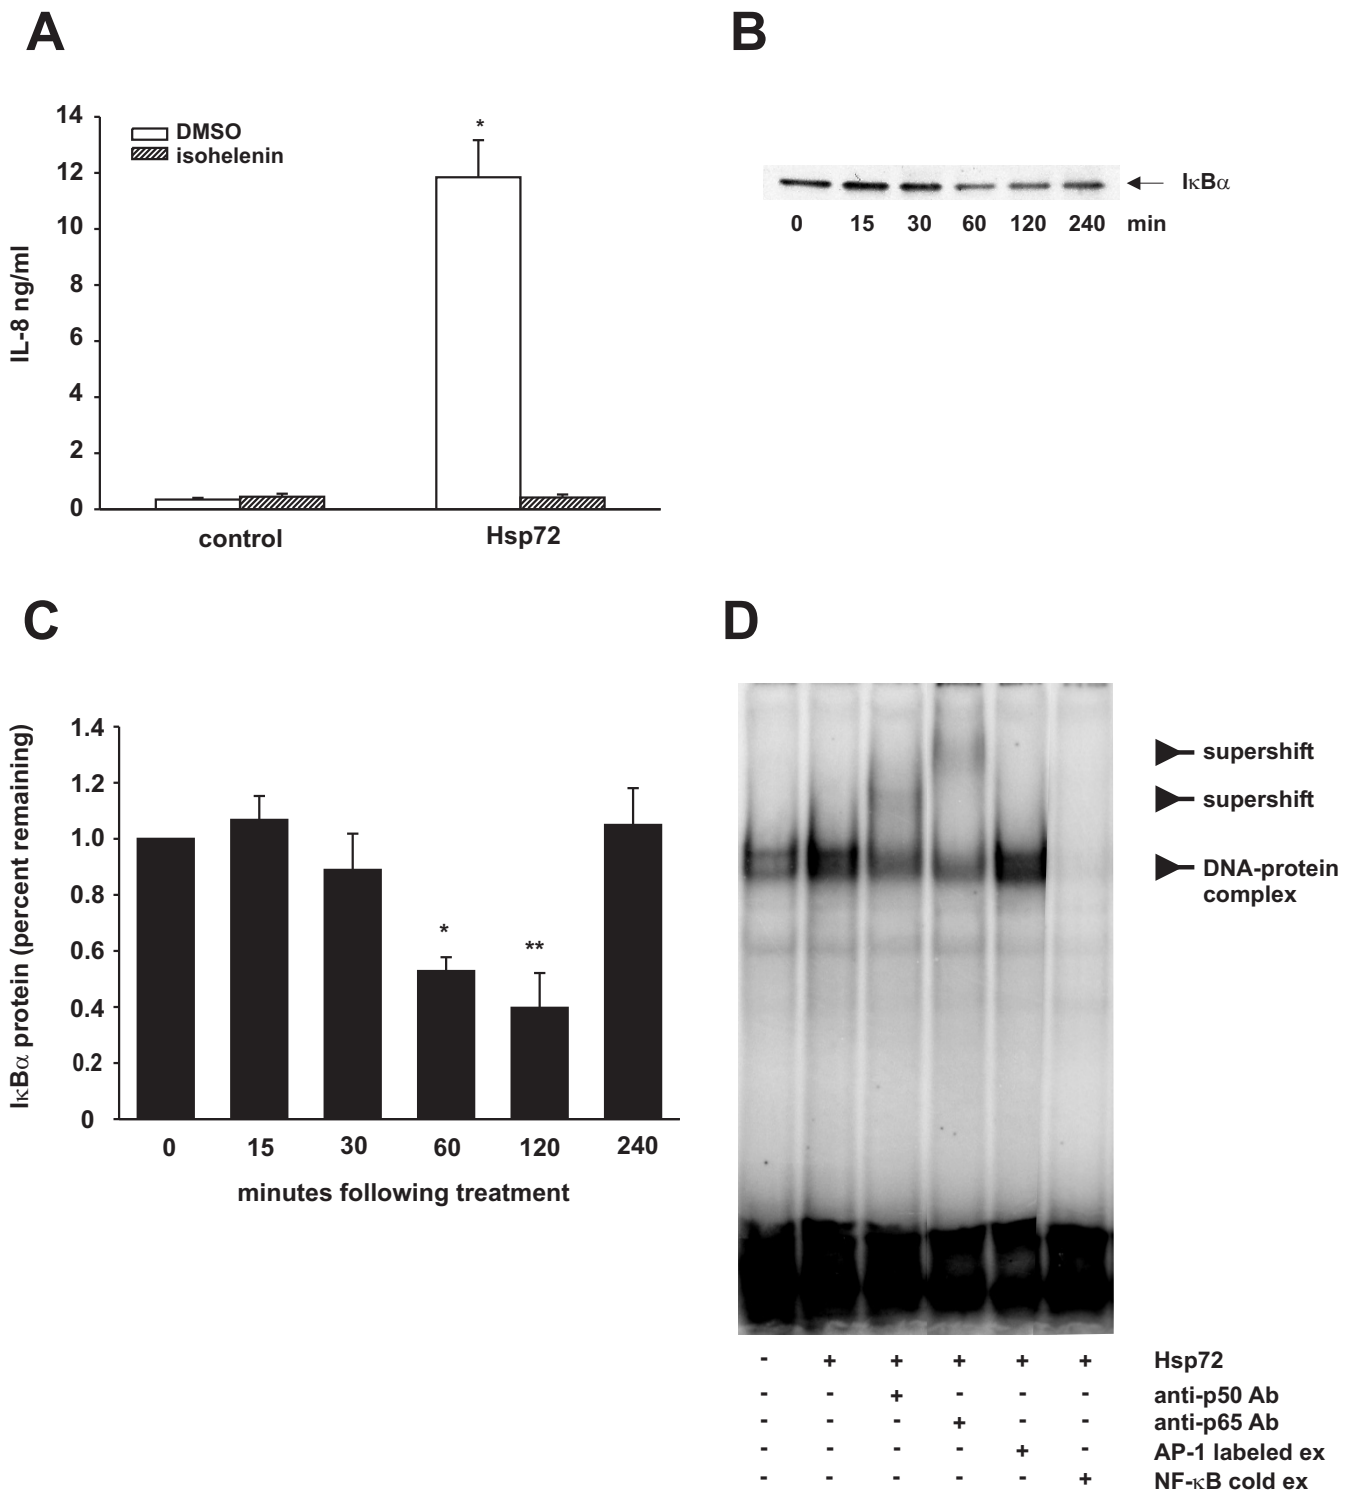 A
14
12
10
8
6
4
2
0
IL-8 ng/ml
DMSO
isohelenin
*
control
Hsp72
B
IκBα
0 15 30 60 120 240 min
C
1.4
1.2
1.0
0.8
0.6
0.4
0.2
0
IκBα protein (percent remaining)
*
**
0 15 30 60 120 240
minutes following treatment
D
supershift
supershift
DNA-protein
complex
- + + + + + Hsp72
- - + - - - anti-p50 Ab
- - - + - - anti-p65 Ab
- - - - + - AP-1 labeled ex
- - - - - + NF-κB cold ex